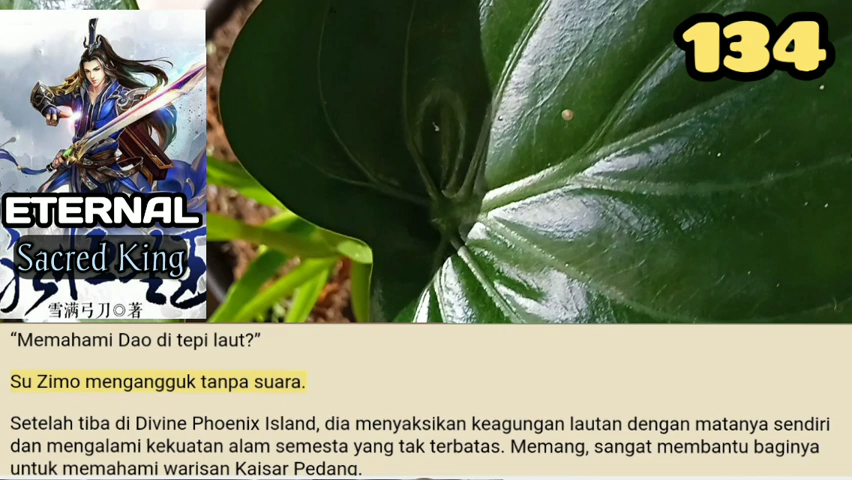 134
ETERNAL
Sacred King
雪满弓刀◎著
“Memahami Dao di tepi laut?”
Su Zimo mengangguk tanpa suara.
Setelah tiba di Divine Phoenix Island, dia menyaksikan keagungan lautan dengan matanya sendiri
dan mengalami kekuatan alam semesta yang tak terbatas. Memang, sangat membantu baginya
untuk memahami warisan Kaisar Pedang.